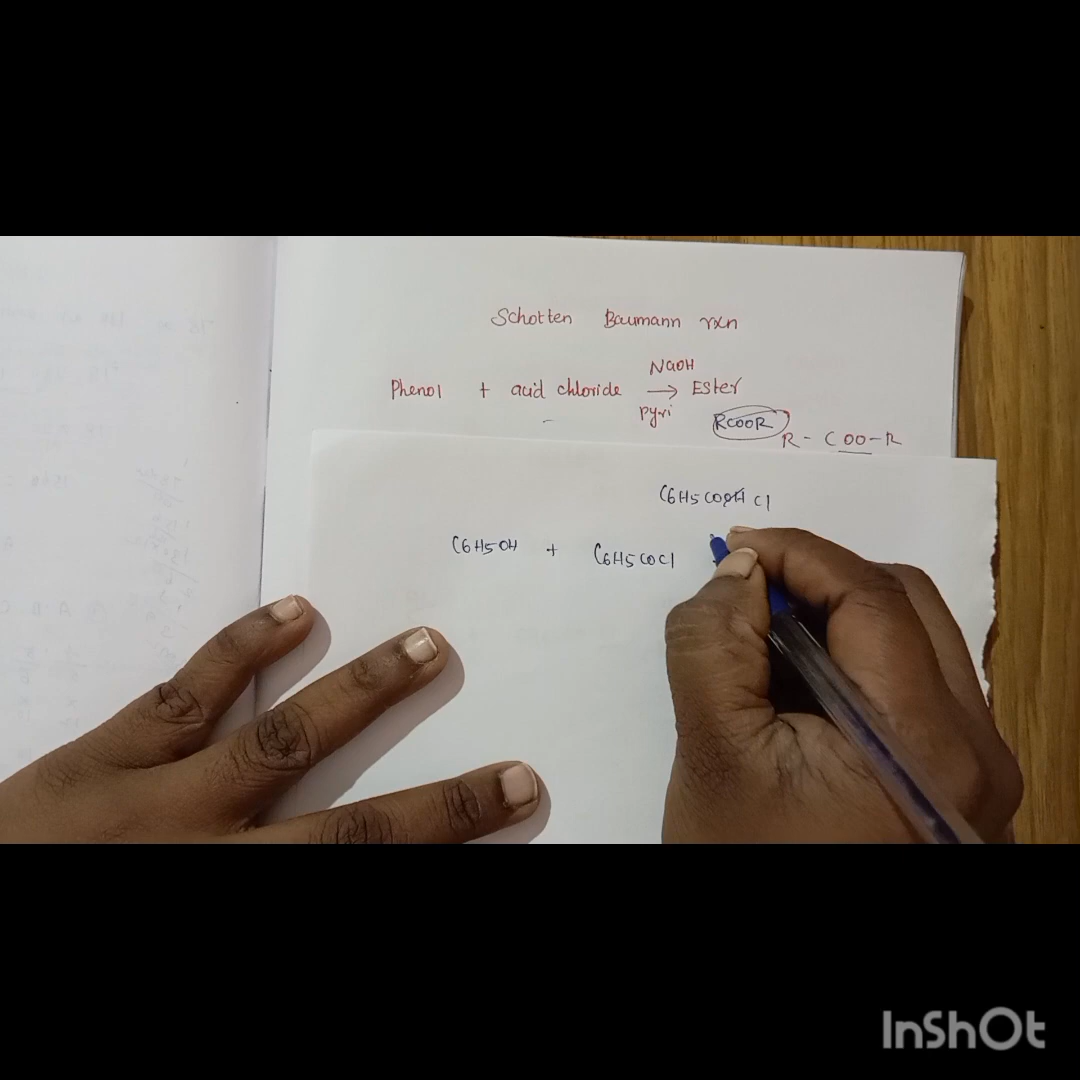 Schotten Baumann rxn
NaOH
Phenol + acid chloride → Ester
pyri
RCOOR
R - COO-R
C6H5COOH Cl
C6H5OH + C6H5COCl
InShOt